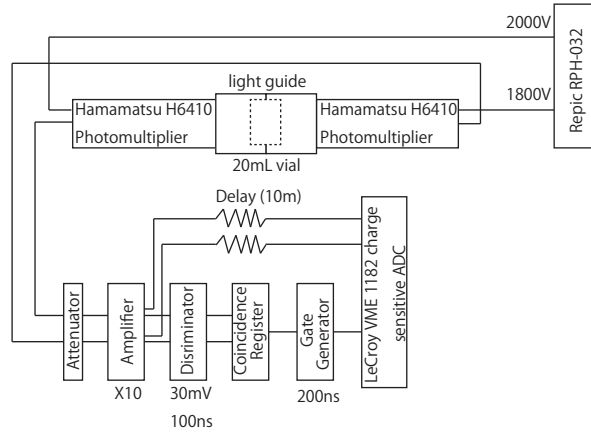 2000V
Repic RPH-032
light guide
1800V
Hamamatsu H6410
Photomultiplier
Hamamatsu H6410
Photomultiplier
20mL vial
Delay (10m)
LeCroy VME 1182 charge
sensitive ADC
Attenuator
Amplifier
Disriminator
Coincidence
Register
Gate
Generator
X10
30mV
200ns
100ns